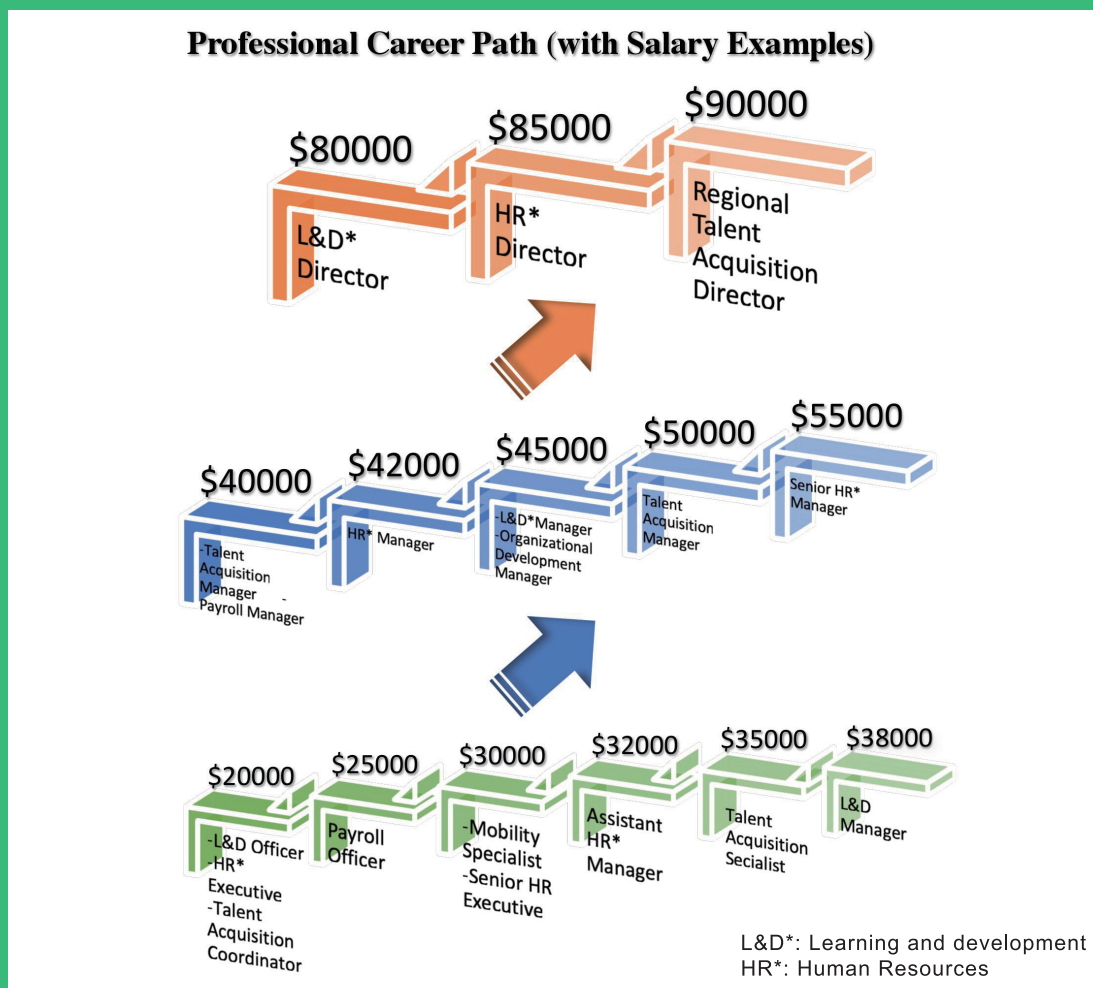 Professional Career Path (with Salary Examples)
$80000
$85000
$90000
L&D*
Director
HR*
Director
Regional
Talent
Acquisition
Director
$40000
$42000
$45000
$50000
$55000
-Talent
Acquisition
Manager -
Payroll Manager
HR* Manager
-L&D*Manager
-Organizational
Development
Manager
Talent
Acquisition
Manager
Senior HR*
Manager
$20000
$25000
$30000
$32000
$35000
$38000
-L&D Officer
-HR*
Executive
-Talent
Acquisition
Coordinator
Payroll
Officer
-Mobility
Specialist
-Senior HR
Executive
Assistant
HR*
Manager
Talent
Acquisition
Secialist
L&D
Manager
L&D*: Learning and development
HR*: Human Resources